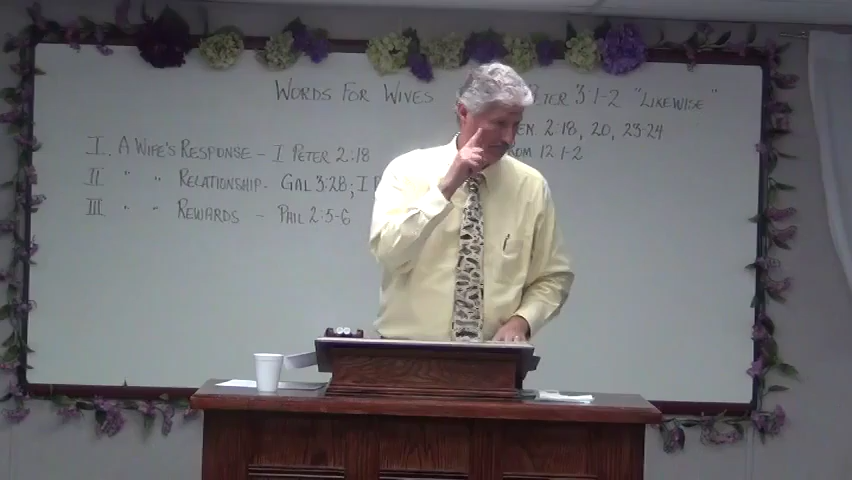 WORDS FOR WIVES PETER 3:1-2 "LIKEWISE"
EN 2:18, 20, 23-24
ROM 12 1-2
I. A WIFE'S RESPONSE - I PETER 2:18
II " " RELATIONSHIP - GAL 3:28; I P
III " " REWARDS - PHIL 2:5-6